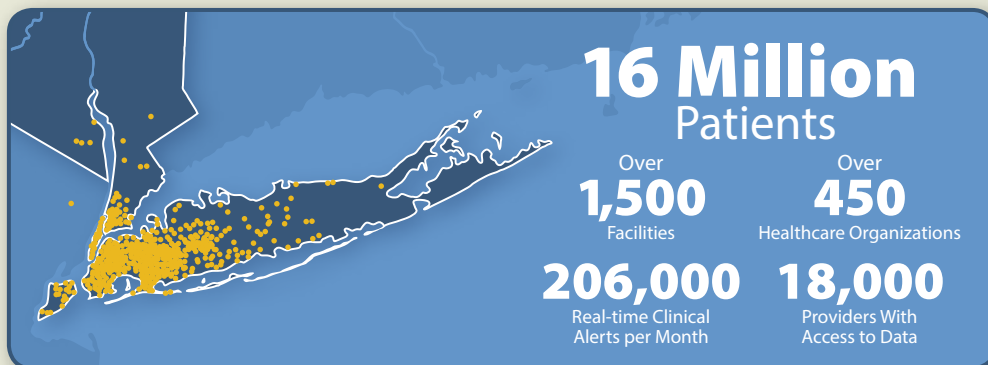 16 Million
Patients
Over
1,500
Facilities
Over
450
Healthcare Organizations
206,000
Real-time Clinical
Alerts per Month
18,000
Providers With
Access to Data